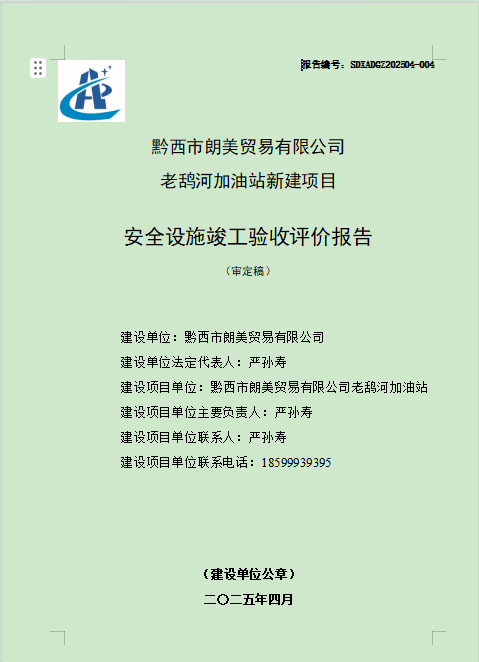 报告编号：SDXADGZ202504-004
黔西市朗美贸易有限公司
老鸹河加油站新建项目
安全设施竣工验收评价报告
（审定稿）
建设单位：黔西市朗美贸易有限公司
建设单位法定代表人：严孙寿
建设项目单位：黔西市朗美贸易有限公司老鸹河加油站
建设项目单位主要负责人：严孙寿
建设项目单位联系人：严孙寿
建设项目单位联系电话：18599939395
（建设单位公章）
二〇二五年四月